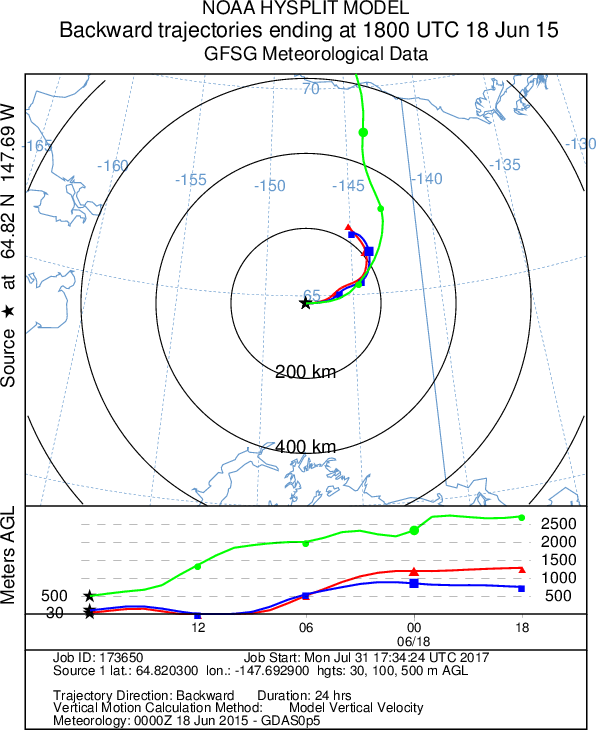 NOAA HYSPLIT MODEL
Backward trajectories ending at 1800 UTC 18 Jun 15
GFSG Meteorological Data
Source ★ at 64.82 N 147.69 W
70
-165
-160
-155
-150
-145
-140
-135
-130
65
200 km
400 km
Meters AGL
2500
2000
1500
1000
500
500
30
12 06 00 18
06/18
Job ID: 173650 Job Start: Mon Jul 31 17:34:24 UTC 2017
Source 1 lat.: 64.820300 lon.: -147.692900 hgts: 30, 100, 500 m AGL
Trajectory Direction: Backward Duration: 24 hrs
Vertical Motion Calculation Method: Model Vertical Velocity
Meteorology: 0000Z 18 Jun 2015 - GDAS0p5